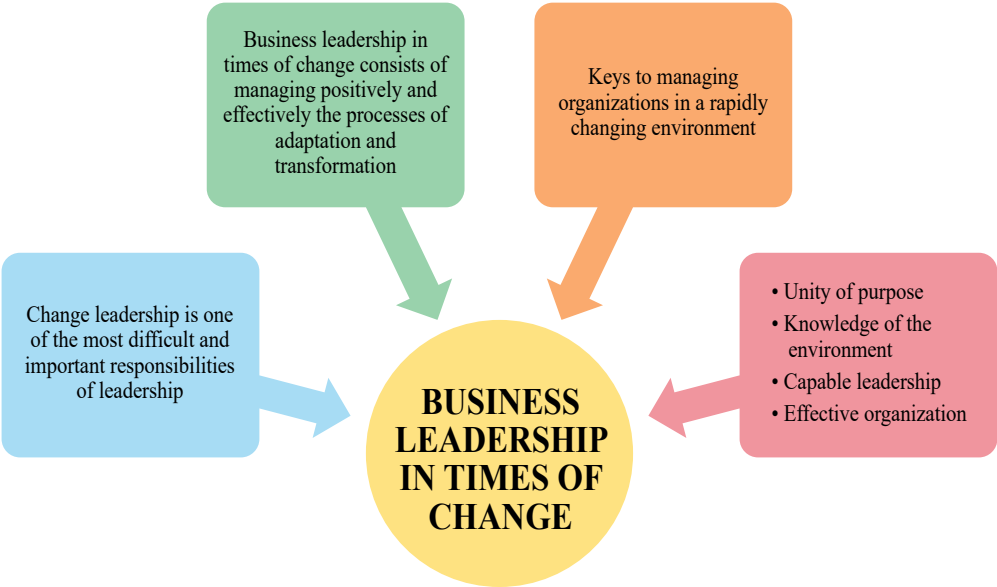 Business leadership in
times of change consists of
managing positively and
effectively the processes of
adaptation and
transformation
Keys to managing
organizations in a rapidly
changing environment
Change leadership is one
of the most difficult and
important responsibilities
of leadership
• Unity of purpose
• Knowledge of the
environment
• Capable leadership
• Effective organization
BUSINESS
LEADERSHIP
IN TIMES OF
CHANGE